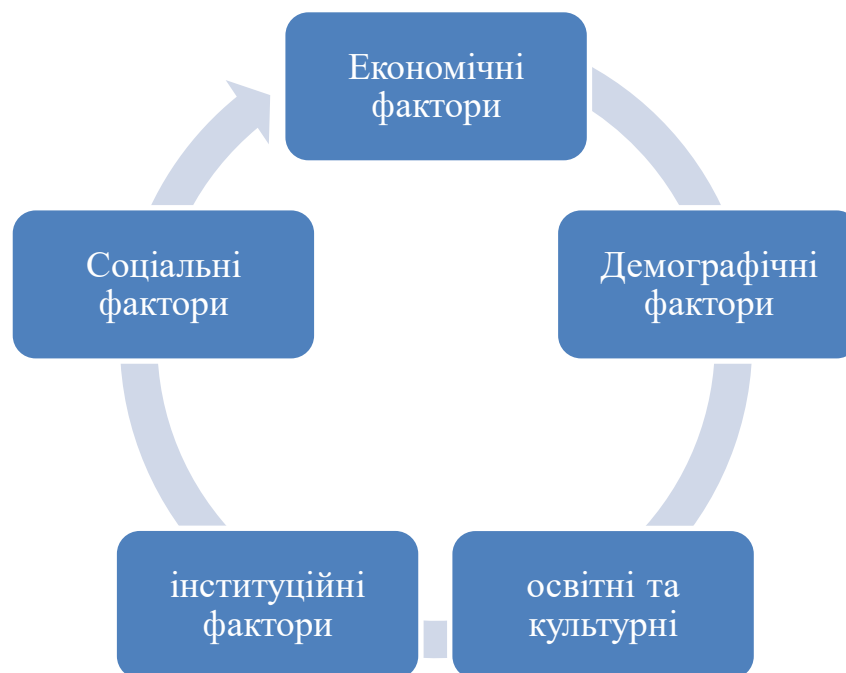 Економічні
фактори
Демографічні
фактори
освітні та
культурні
інституційні
фактори
Соціальні
фактори